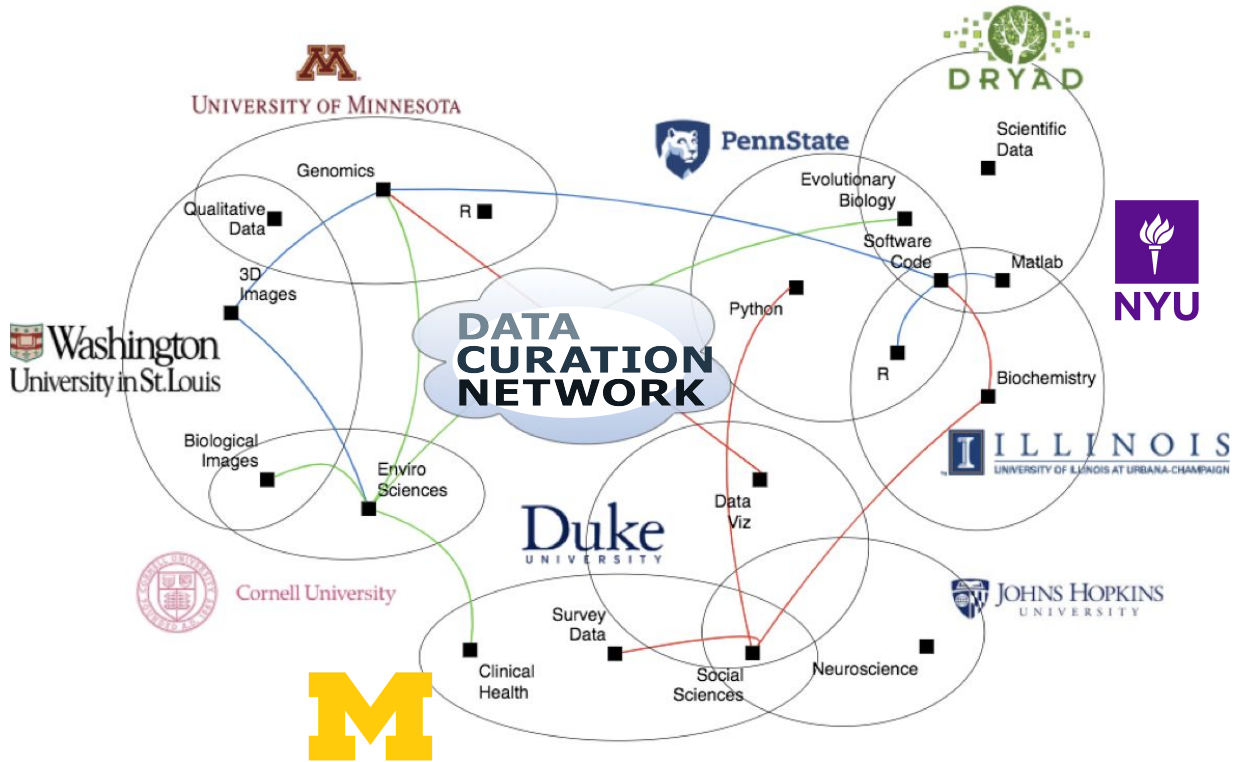 DRYAD
M
UNIVERSITY OF MINNESOTA
PennState
Scientific
Data
Genomics
Evolutionary
Biology
Qualitative
Data
R
Software
Code
Matlab
3D
Images
NYU
Python
DATA
CURATION
NETWORK
Washington
University in St. Louis
R
Biochemistry
Biological
Images
Enviro
Sciences
I
ILLINOIS
UNIVERSITY OF ILLINOIS AT URBANA-CHAMPAIGN
Data
Viz
Duke
UNIVERSITY
Cornell University
JOHNS HOPKINS
UNIVERSITY
Survey
Data
Clinical
Health
Social
Sciences
Neuroscience
M